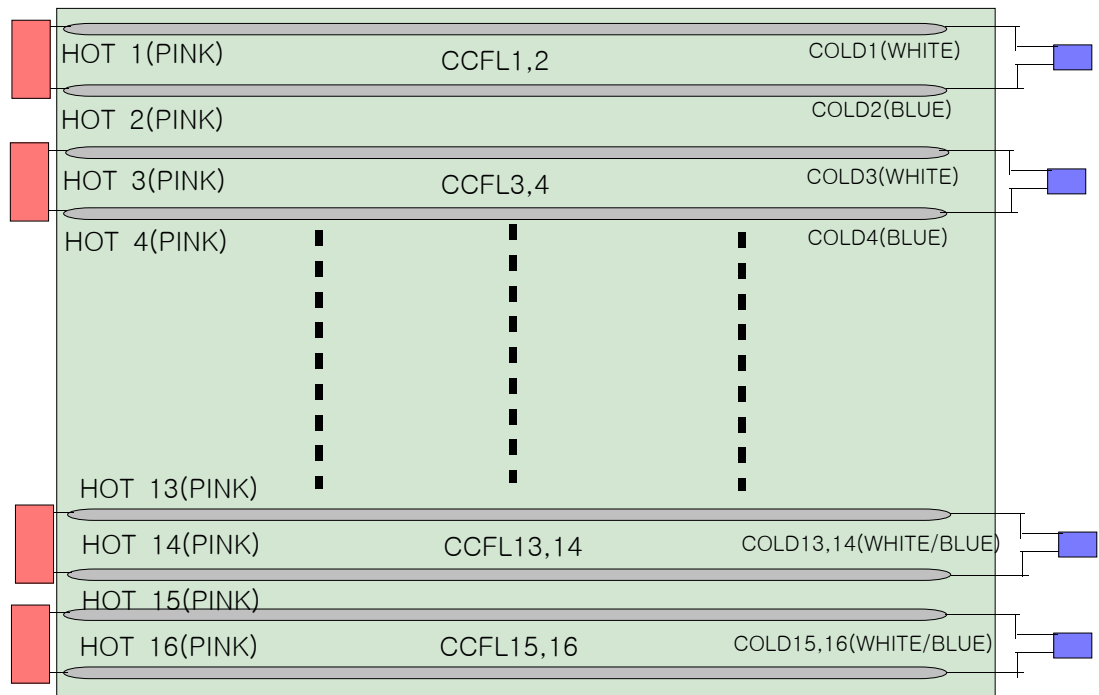 HOT 1(PINK)
CCFL1,2
COLD1(WHITE)
HOT 2(PINK)
COLD2(BLUE)
HOT 3(PINK)
CCFL3,4
COLD3(WHITE)
HOT 4(PINK)
COLD4(BLUE)
HOT 13(PINK)
HOT 14(PINK)
CCFL13,14
COLD13,14(WHITE/BLUE)
HOT 15(PINK)
HOT 16(PINK)
CCFL15,16
COLD15,16(WHITE/BLUE)